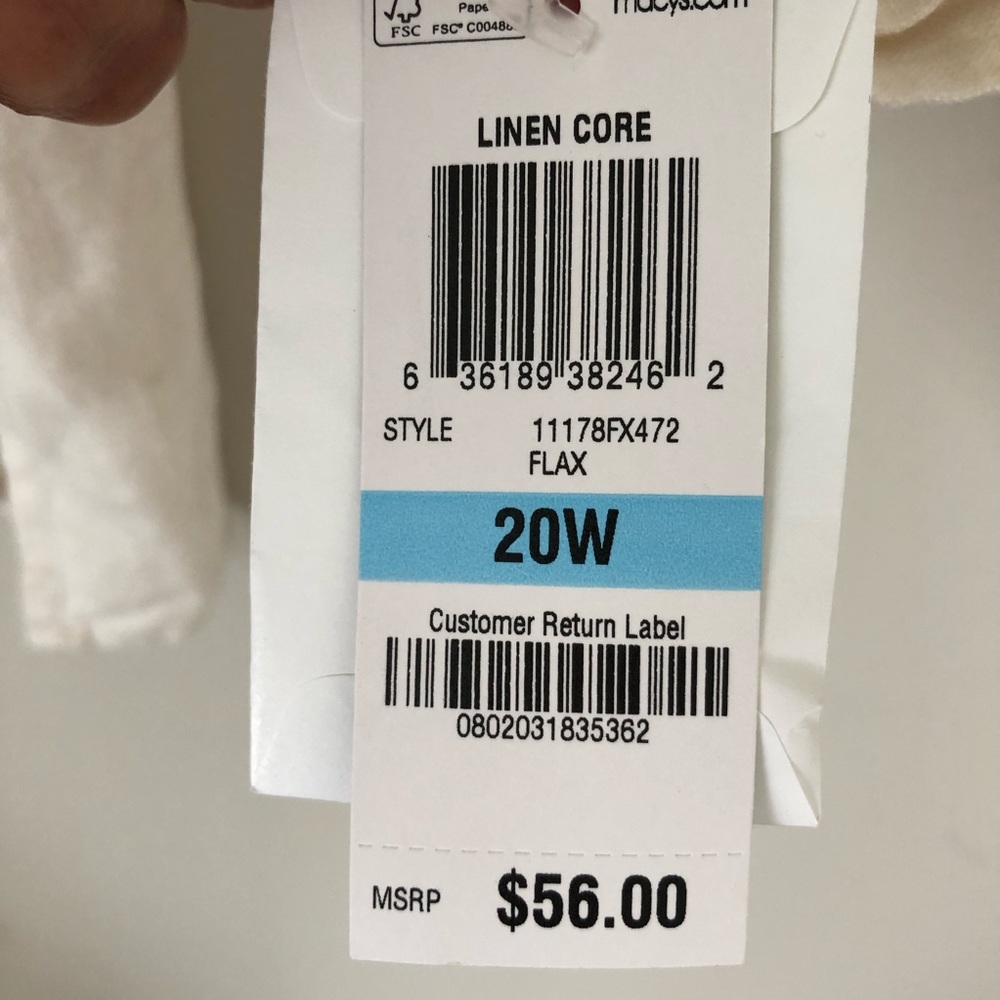 FSC
FSC®
macys.com
LINEN CORE
6 36189 38246 2
STYLE 11178FX472
FLAX
20W
Customer Return Label
0802031835362
MSRP $56.00